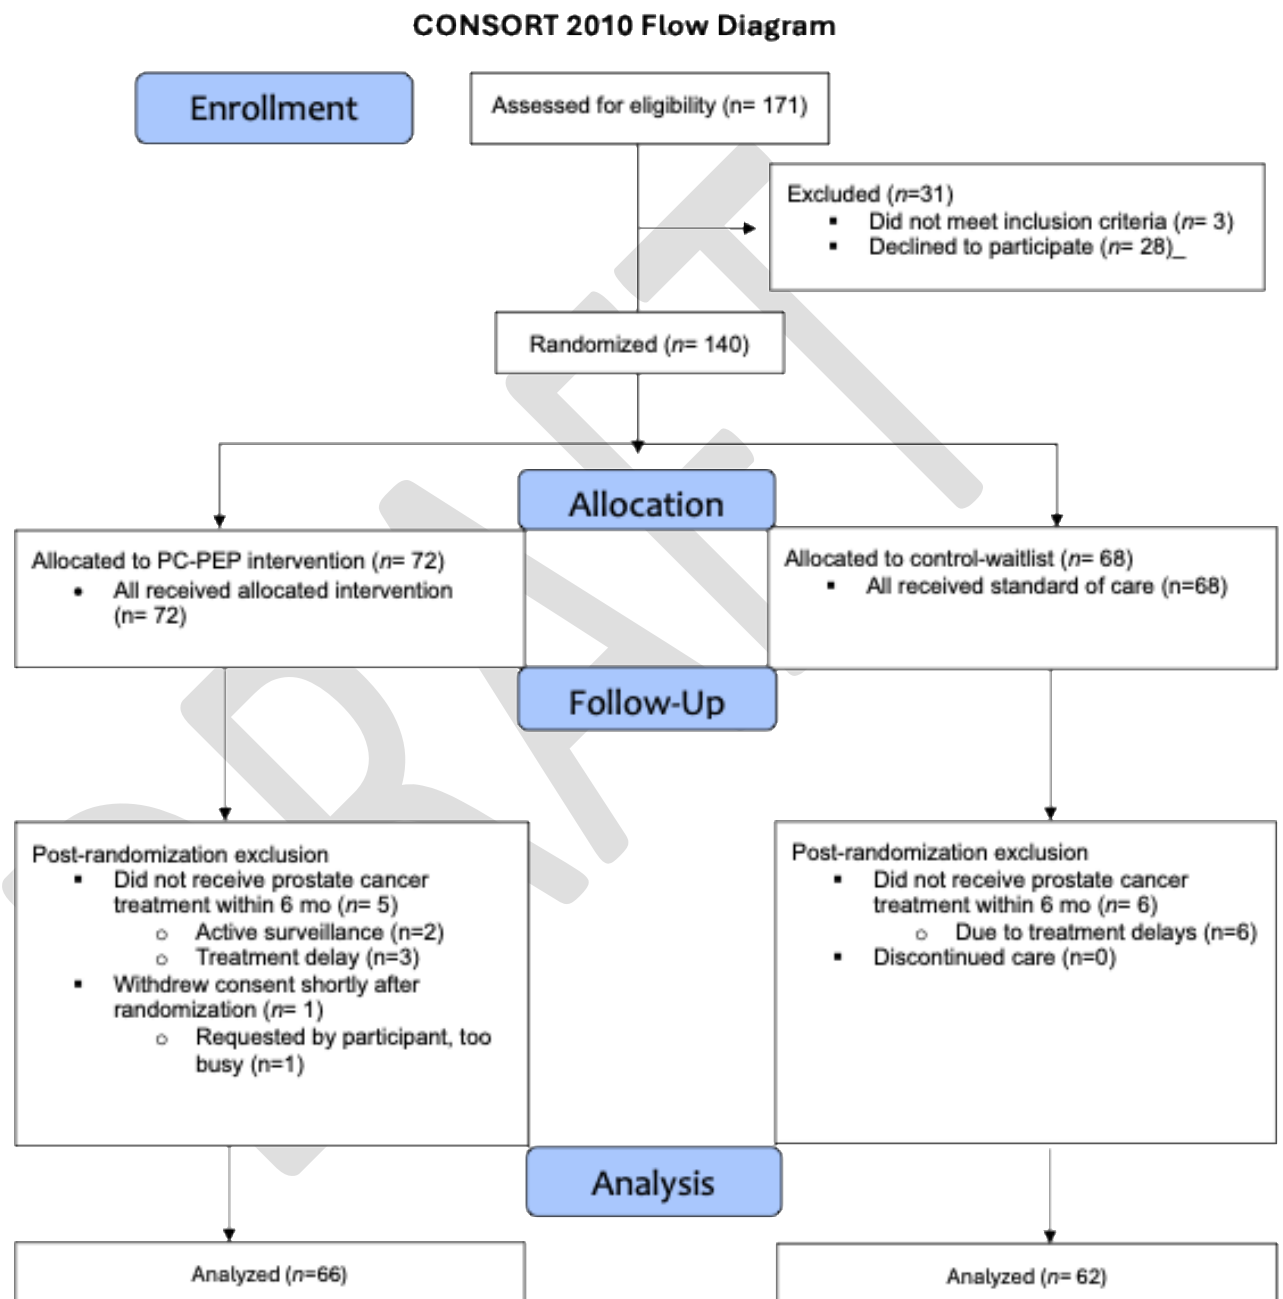 CONSORT 2010 Flow Diagram
Enrollment
Assessed for eligibility (n= 171)
Excluded (n=31)
▪ Did not meet inclusion criteria (n= 3)
▪ Declined to participate (n= 28)_
Randomized (n= 140)
Allocation
Allocated to PC-PEP intervention (n= 72)
• All received allocated intervention
(n= 72)
Allocated to control-waitlist (n= 68)
▪ All received standard of care (n=68)
Follow-Up
Post-randomization exclusion
▪ Did not receive prostate cancer
treatment within 6 mo (n= 5)
o Active surveillance (n=2)
o Treatment delay (n=3)
▪ Withdrew consent shortly after
randomization (n= 1)
o Requested by participant, too
busy (n=1)
Post-randomization exclusion
▪ Did not receive prostate cancer
treatment within 6 mo (n= 6)
o Due to treatment delays (n=6)
▪ Discontinued care (n=0)
Analysis
Analyzed (n=66)
Analyzed (n= 62)
DRAFT